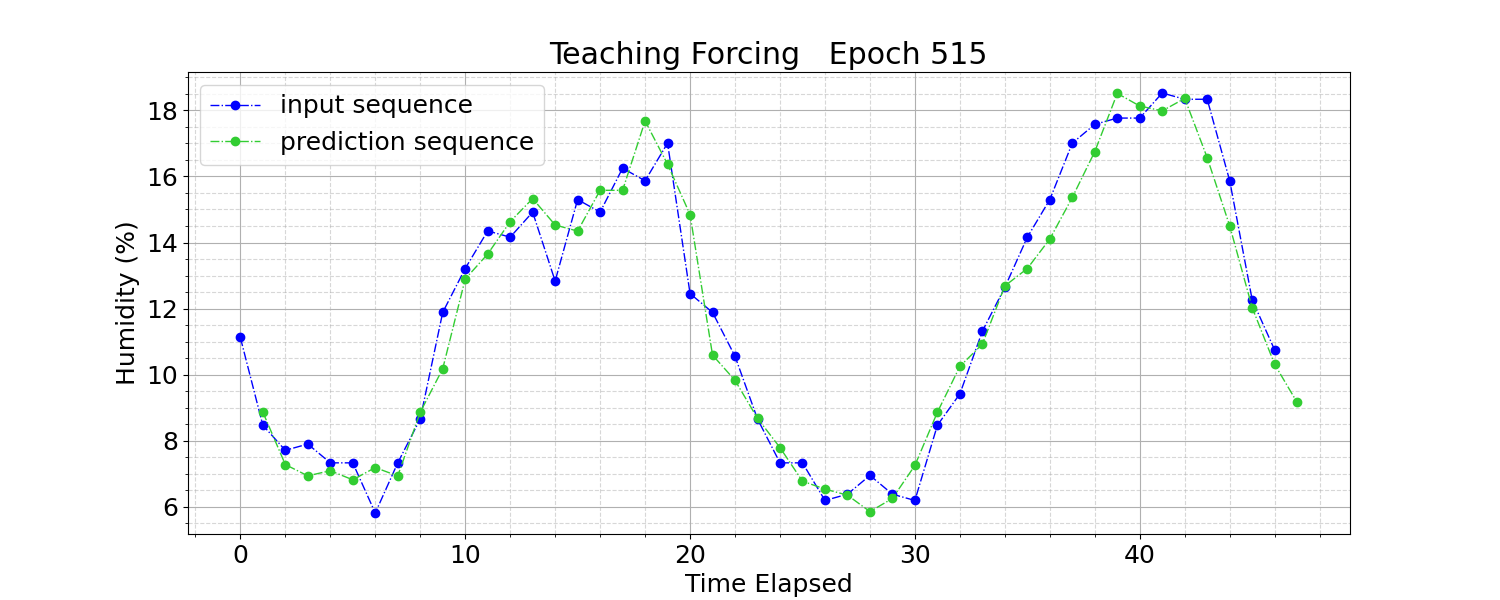 Teaching Forcing   Epoch 515
input sequence
prediction sequence
Humidity (%)
18
16
14
12
10
8
6
0 10 20 30 40
Time Elapsed